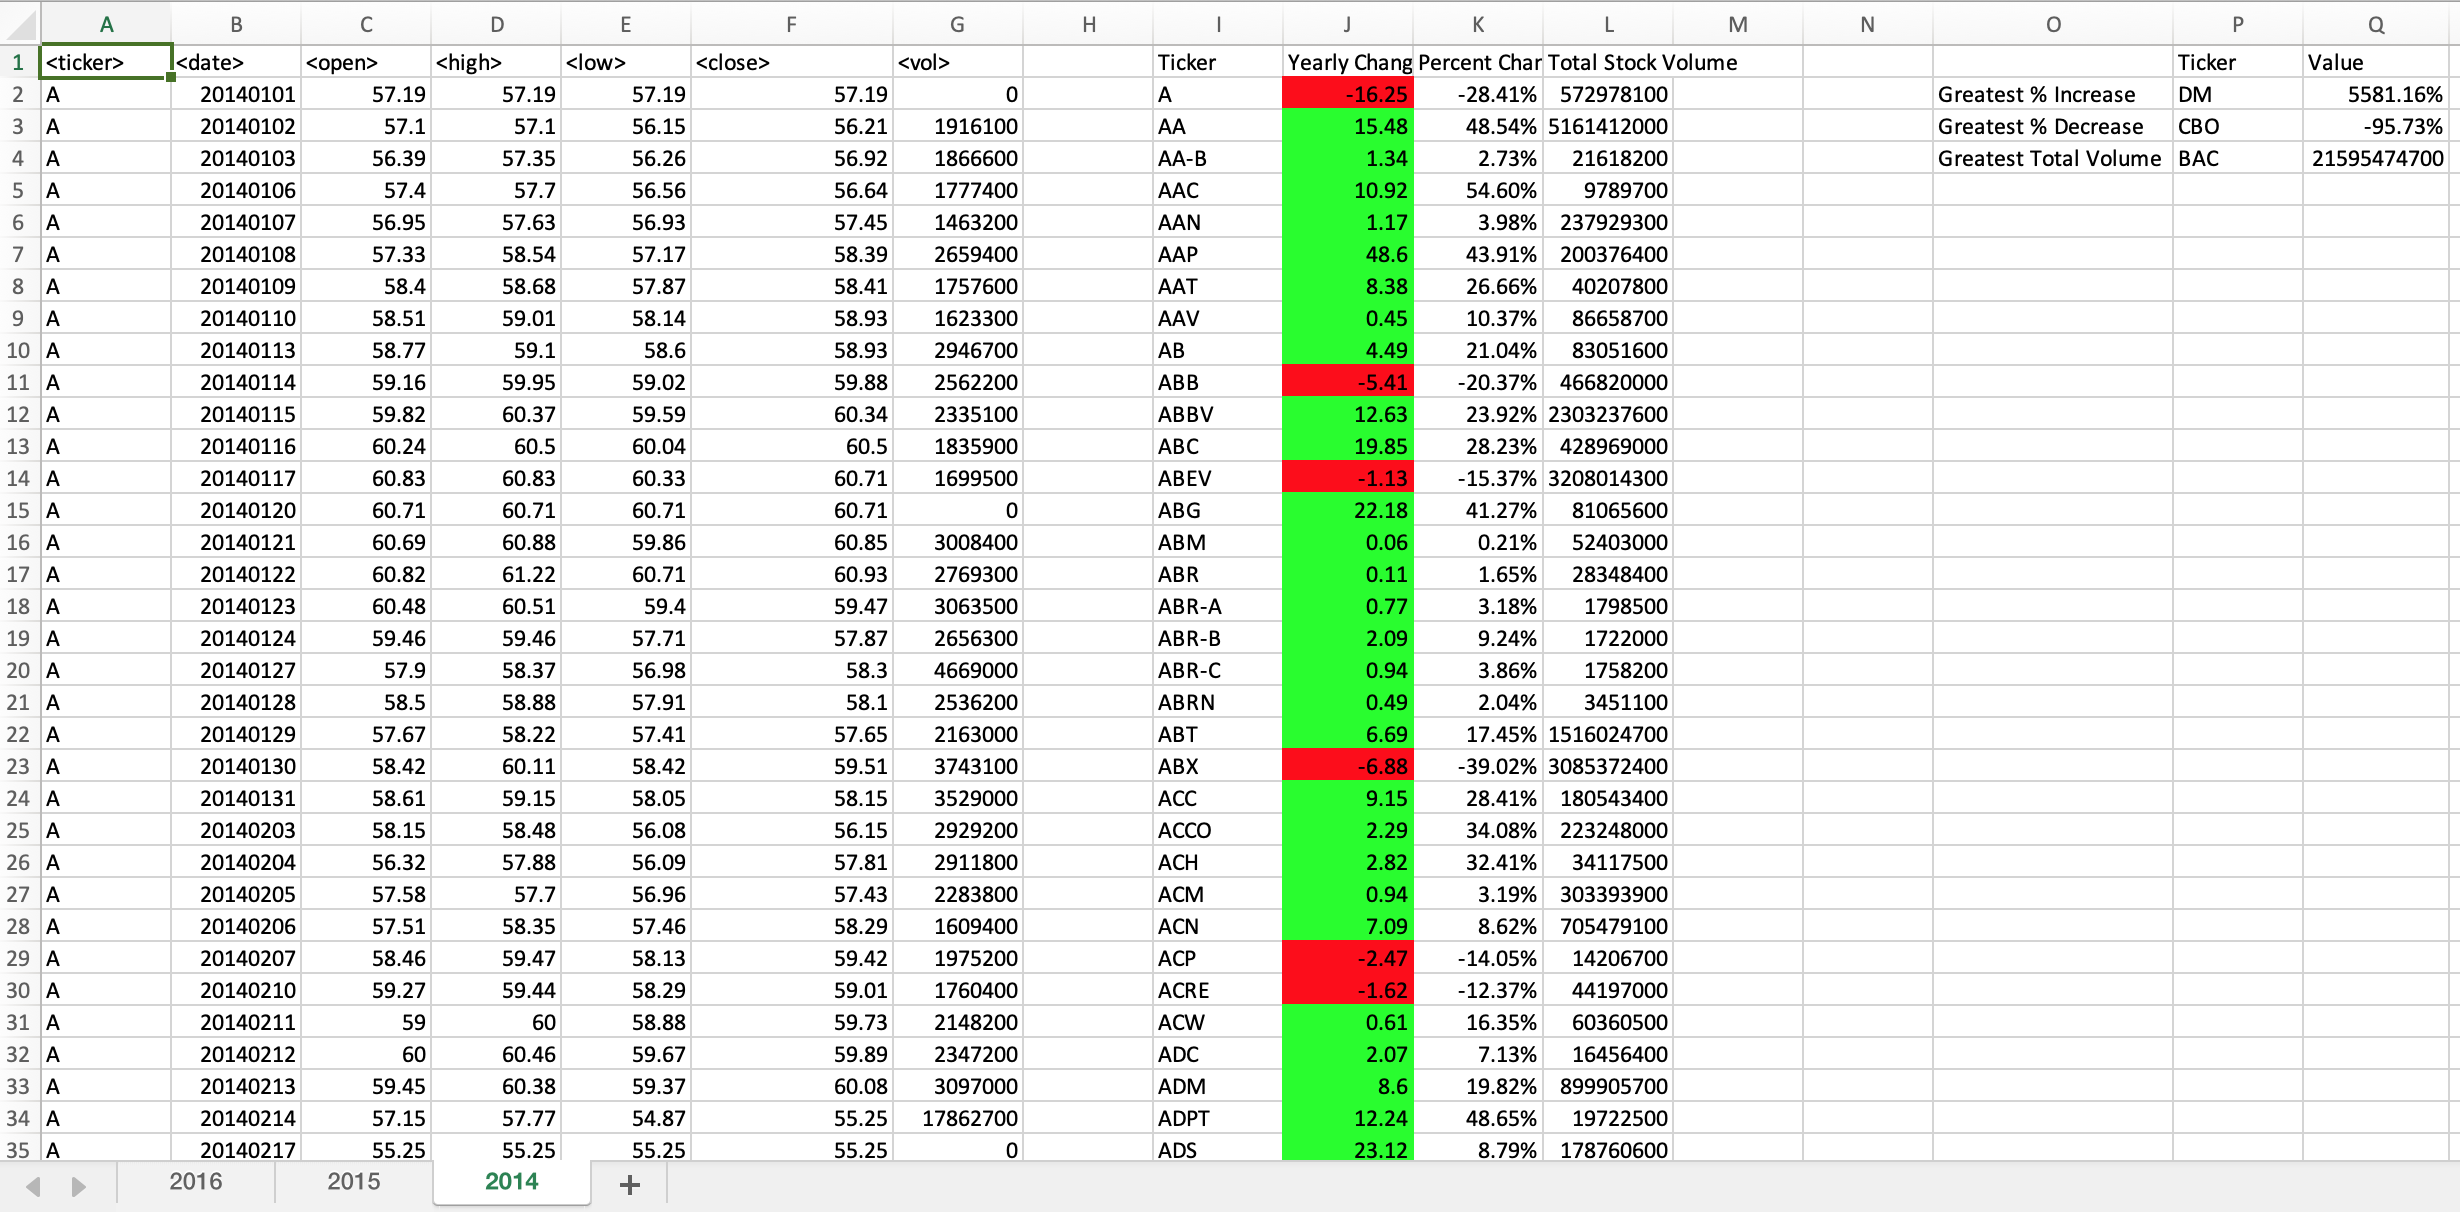 A B C D E F G H I J K L M N O P Q
1 <ticker> <date> <open> <high> <low> <close> <vol> Ticker Yearly Chang Percent Char Total Stock Volume Ticker Value
2 A 20140101 57.19 57.19 57.19 57.19 0 A -16.25 -28.41% 572978100 Greatest % Increase DM 5581.16%
3 A 20140102 57.1 57.1 56.15 56.21 1916100 AA 15.48 48.54% 5161412000 Greatest % Decrease CBO -95.73%
4 A 20140103 56.39 57.35 56.26 56.92 1866600 AA-B 1.34 2.73% 21618200 Greatest Total Volume BAC 21595474700
5 A 20140106 57.4 57.7 56.56 56.64 1777400 AAC 10.92 54.60% 9789700
6 A 20140107 56.95 57.63 56.93 57.45 1463200 AAN 1.17 3.98% 237929300
7 A 20140108 57.33 58.54 57.17 58.39 2659400 AAP 48.6 43.91% 200376400
8 A 20140109 58.4 58.68 57.87 58.41 1757600 AAT 8.38 26.66% 40207800
9 A 20140110 58.51 59.01 58.14 58.93 1623300 AAV 0.45 10.37% 86658700
10 A 20140113 58.77 59.1 58.6 58.93 2946700 AB 4.49 21.04% 83051600
11 A 20140114 59.16 59.95 59.02 59.88 2562200 ABB -5.41 -20.37% 466820000
12 A 20140115 59.82 60.37 59.59 60.34 2335100 ABBV 12.63 23.92% 2303237600
13 A 20140116 60.24 60.5 60.04 60.5 1835900 ABC 19.85 28.23% 428969000
14 A 20140117 60.83 60.83 60.33 60.71 1699500 ABEV -1.13 -15.37% 3208014300
15 A 20140120 60.71 60.71 60.71 60.71 0 ABG 22.18 41.27% 81065600
16 A 20140121 60.69 60.88 59.86 60.85 3008400 ABM 0.06 0.21% 52403000
17 A 20140122 60.82 61.22 60.71 60.93 2769300 ABR 0.11 1.65% 28348400
18 A 20140123 60.48 60.51 59.4 59.47 3063500 ABR-A 0.77 3.18% 1798500
19 A 20140124 59.46 59.46 57.71 57.87 2656300 ABR-B 2.09 9.24% 1722000
20 A 20140127 57.9 58.37 56.98 58.3 4669000 ABR-C 0.94 3.86% 1758200
21 A 20140128 58.5 58.88 57.91 58.1 2536200 ABRN 0.49 2.04% 3451100
22 A 20140129 57.67 58.22 57.41 57.65 2163000 ABT 6.69 17.45% 1516024700
23 A 20140130 58.42 60.11 58.42 59.51 3743100 ABX -6.88 -39.02% 3085372400
24 A 20140131 58.61 59.15 58.05 58.15 3529000 ACC 9.15 28.41% 180543400
25 A 20140203 58.15 58.48 56.08 56.15 2929200 ACCO 2.29 34.08% 223248000
26 A 20140204 56.32 57.88 56.09 57.81 2911800 ACH 2.82 32.41% 34117500
27 A 20140205 57.58 57.7 56.96 57.43 2283800 ACM 0.94 3.19% 303393900
28 A 20140206 57.51 58.35 57.46 58.29 1609400 ACN 7.09 8.62% 705479100
29 A 20140207 58.46 59.47 58.13 59.42 1975200 ACP -2.47 -14.05% 14206700
30 A 20140210 59.27 59.44 58.29 59.01 1760400 ACRE -1.62 -12.37% 44197000
31 A 20140211 59 60 58.88 59.73 2148200 ACW 0.61 16.35% 60360500
32 A 20140212 60 60.46 59.67 59.89 2347200 ADC 2.07 7.13% 16456400
33 A 20140213 59.45 60.38 59.37 60.08 3097000 ADM 8.6 19.82% 899905700
34 A 20140214 57.15 57.77 54.87 55.25 17862700 ADPT 12.24 48.65% 19722500
35 A 20140217 55.25 55.25 55.25 55.25 0 ADS 23.12 8.79% 178760600
2016 2015 2014 +